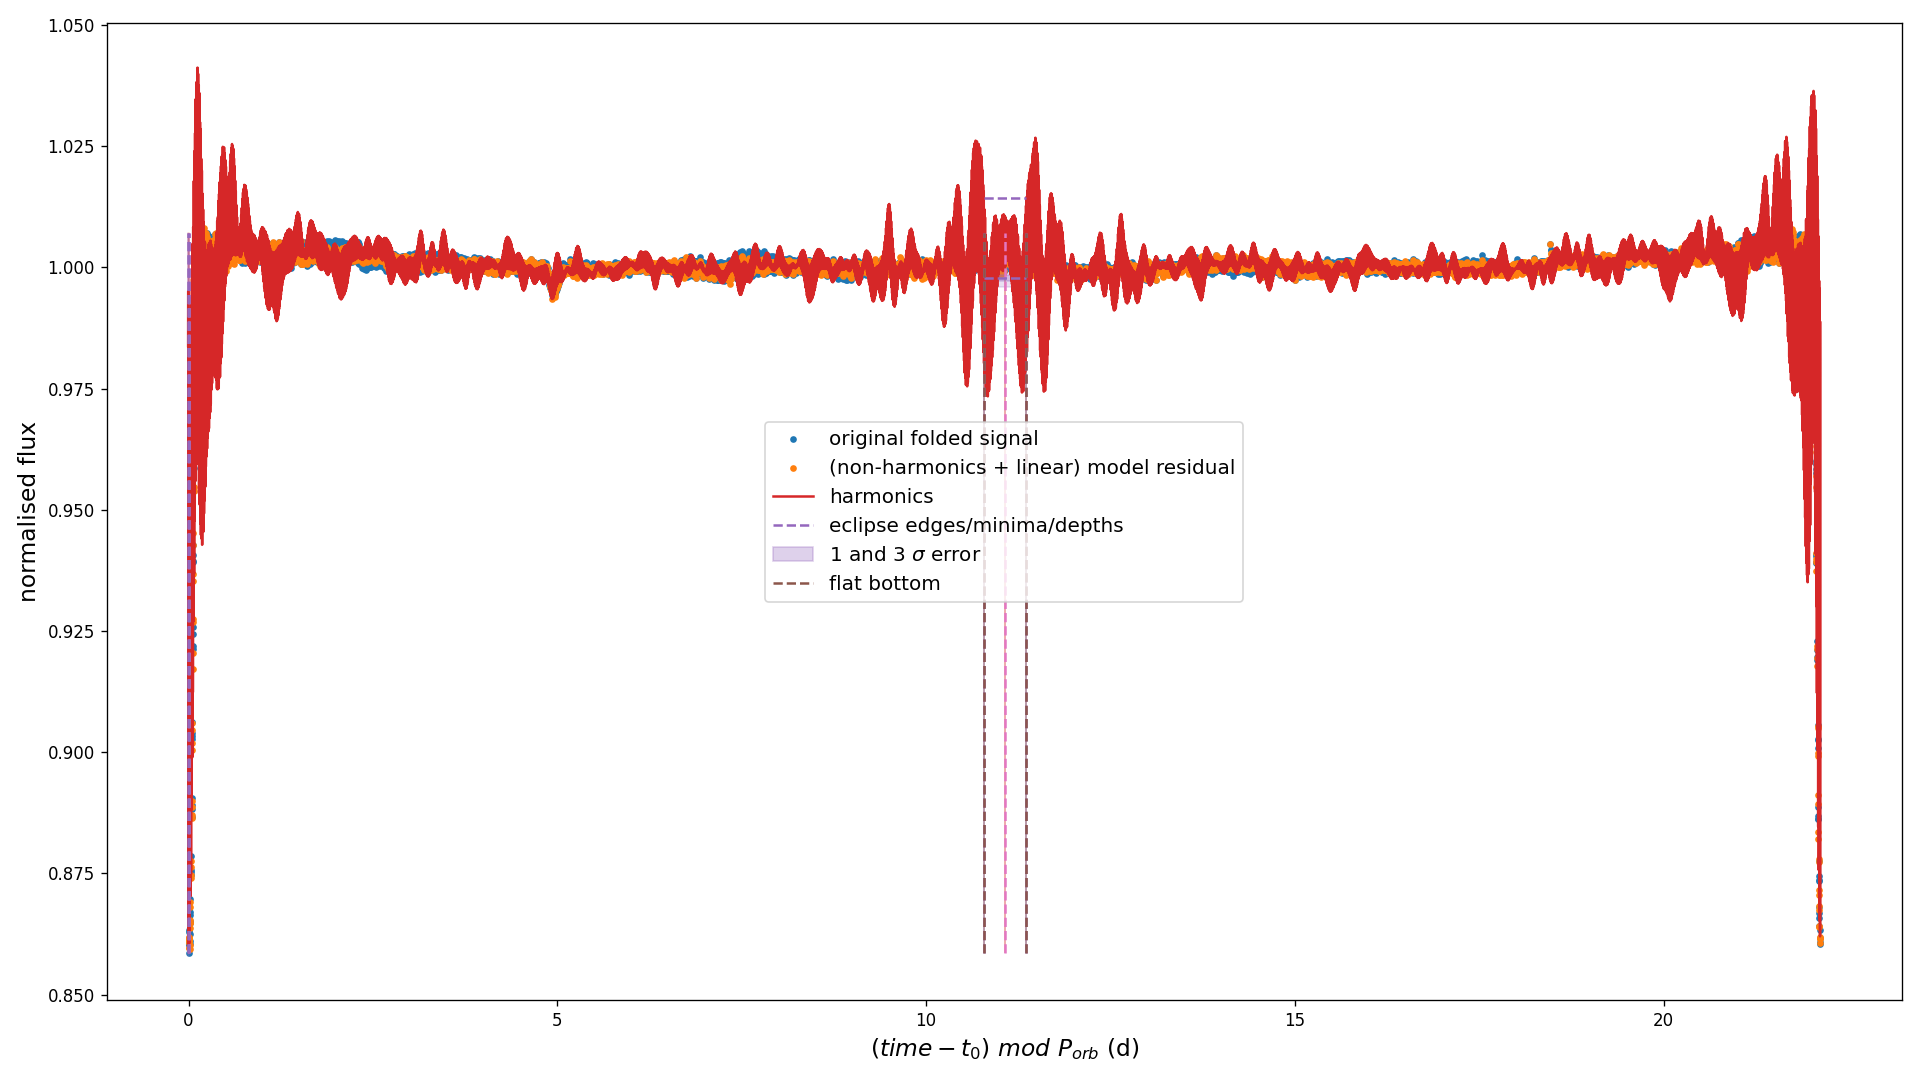 1.050
1.025
1.000
0.975
0.950
0.925
0.900
0.875
0.850
normalised flux
original folded signal
(non-harmonics + linear) model residual
harmonics
eclipse edges/minima/depths
1 and 3 σ error
flat bottom
0 5 10 15 20
(time − t₀) mod Pₒᵣb (d)